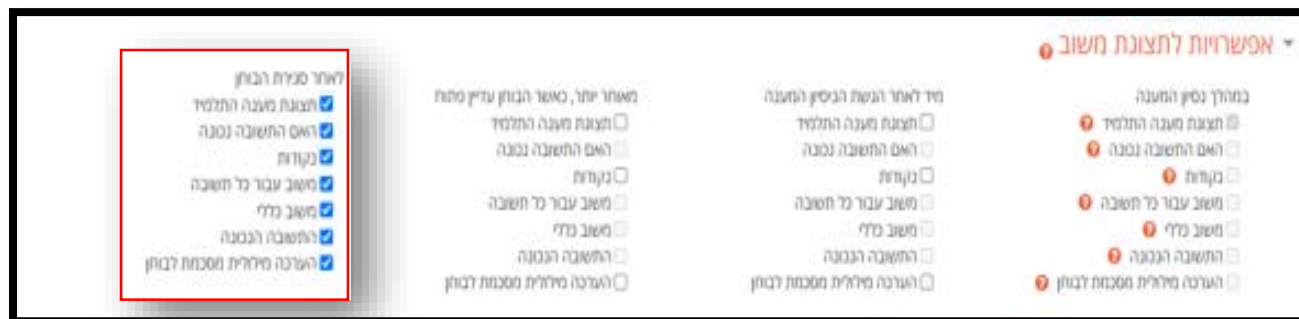 אפשרויות לתצוגת משוב
במהלך נסיון המענה
תצוגת מענה התלמיד
האם התשובה נכונה
נקודות
משוב עבור כל תשובה
משוב כללי
התשובה הנכונה
הערכה מילולית מסכמת לבוחן
מיד לאחר הגשת הניסיון המענה
תצוגת מענה התלמיד
האם התשובה נכונה
נקודות
משוב עבור כל תשובה
משוב כללי
התשובה הנכונה
הערכה מילולית מסכמת לבוחן
מאוחר יותר, כאשר הבוחן עדיין פתוח
תצוגת מענה התלמיד
האם התשובה נכונה
נקודות
משוב עבור כל תשובה
משוב כללי
התשובה הנכונה
הערכה מילולית מסכמת לבוחן
לאחר סגירת הבוחן
תצוגת מענה התלמיד
האם התשובה נכונה
נקודות
משוב עבור כל תשובה
משוב כללי
התשובה הנכונה
הערכה מילולית מסכמת לבוחן